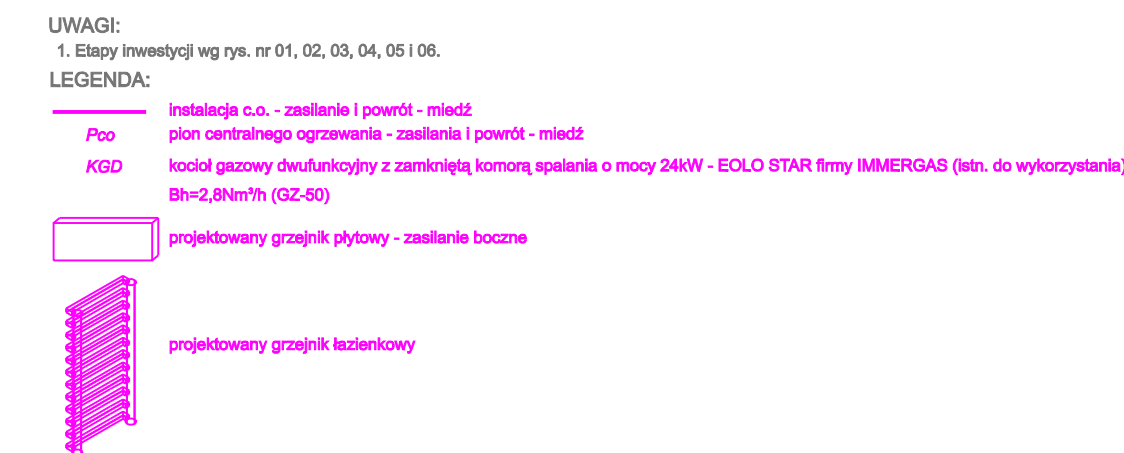 UWAGI:
1. Etapy inwestycji wg rys. nr 01, 02, 03, 04, 05 i 06.
LEGENDA:
instalacja c.o. - zasilanie i powrót - miedź
Pco pion centralnego ogrzewania - zasilania i powrót - miedź
KGD kocioł gazowy dwufunkcyjny z zamkniętą komorą spalania o mocy 24kW - EOLO STAR firmy IMMERGAS (istn. do wykorzystania)
Bh=2,8Nm³/h (GZ-50)
projektowany grzejnik płytowy - zasilanie boczne
projektowany grzejnik łazienkowy